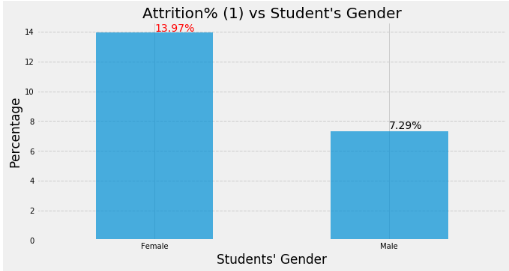 Attrition% (1) vs Student's Gender
13.97%
7.29%
14
12
10
8
6
4
2
0
Percentage
Female
Male
Students' Gender